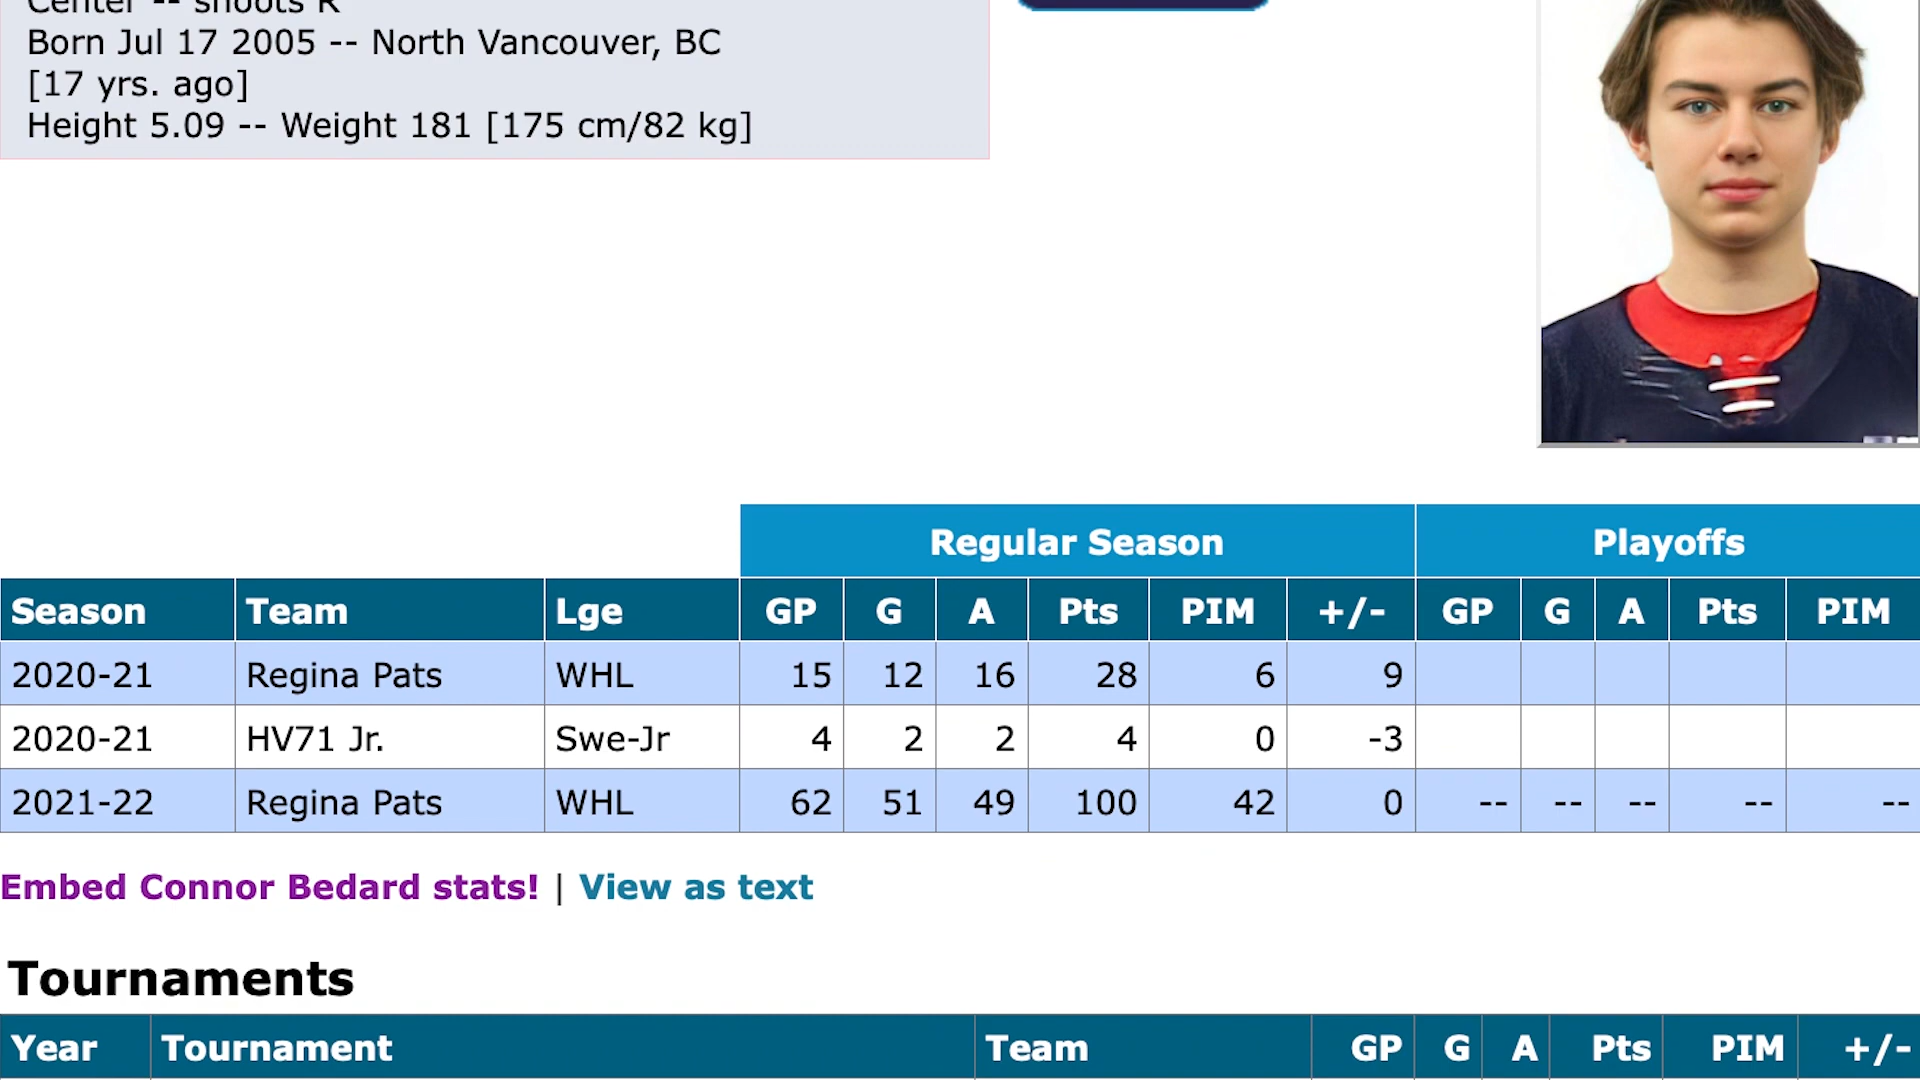 Center -- shoots R
Born Jul 17 2005 -- North Vancouver, BC
[17 yrs. ago]
Height 5.09 -- Weight 181 [175 cm/82 kg]
Regular Season Playoffs
Season Team Lge GP G A Pts PIM +/- GP G A Pts PIM
2020-21 Regina Pats WHL 15 12 16 28 6 9
2020-21 HV71 Jr. Swe-Jr 4 2 2 4 0 -3
2021-22 Regina Pats WHL 62 51 49 100 42 0 -- -- -- -- --
Embed Connor Bedard stats! | View as text
Tournaments
Year Tournament Team GP G A Pts PIM +/-